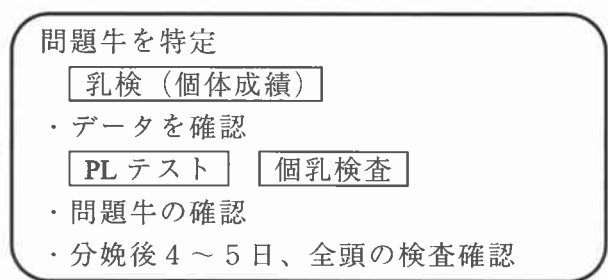 問題牛を特定
乳検（個体成績）
・データを確認
PLテスト 個乳検査
・問題牛の確認
・分娩後4～5日、全頭の検査確認